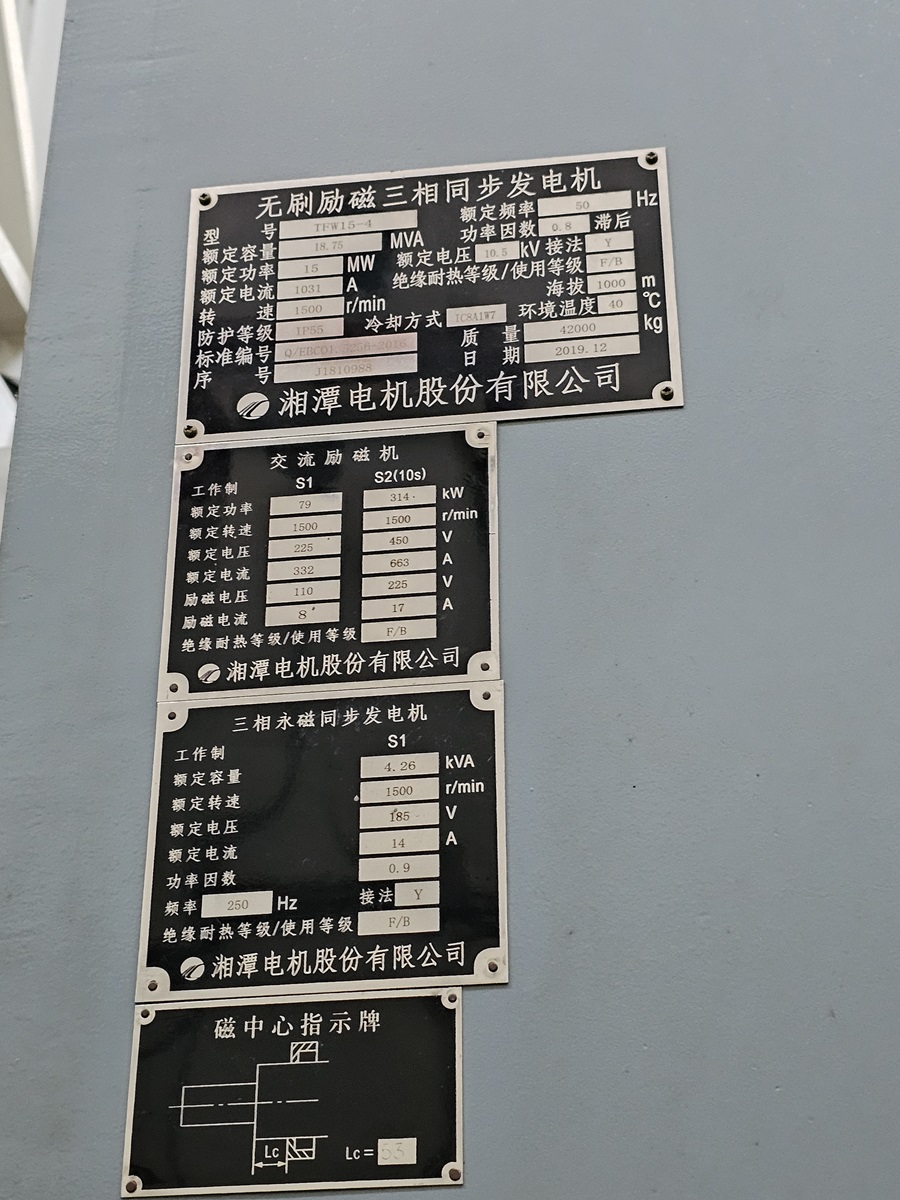 无刷励磁三相同步发电机
型 号 TFW15-4 额定频率 50 Hz
额定容量 18.75 MVA 功率因数 0.8 滞后
额定功率 15 MW 额定电压 10.5 kV 接法 Y
额定电流 1031 A 绝缘耐热等级/使用等级 F/B
转 速 1500 r/min 海拔 1000 m
防护等级 IP55 冷却方式 IC8A1W7 环境温度 40 ℃
标准编号 质 量 42000 kg
序 号 J1810988 日 期 2019.12
湘潭电机股份有限公司
交流励磁机
工作制 S1 S2(10s)
额定功率 79 314 kW
额定转速 1500 1500 r/min
额定电压 225 450 V
额定电流 332 663 A
励磁电压 110 225 V
励磁电流 8 17 A
绝缘耐热等级/使用等级 F/B
湘潭电机股份有限公司
三相永磁同步发电机
工作制 S1
额定容量 4.26 kVA
额定转速 1500 r/min
额定电压 185 V
额定电流 14 A
功率因数 0.9
频率 250 Hz 接法 Y
绝缘耐热等级/使用等级 F/B
湘潭电机股份有限公司
磁中心指示牌
Lc Lc= 53